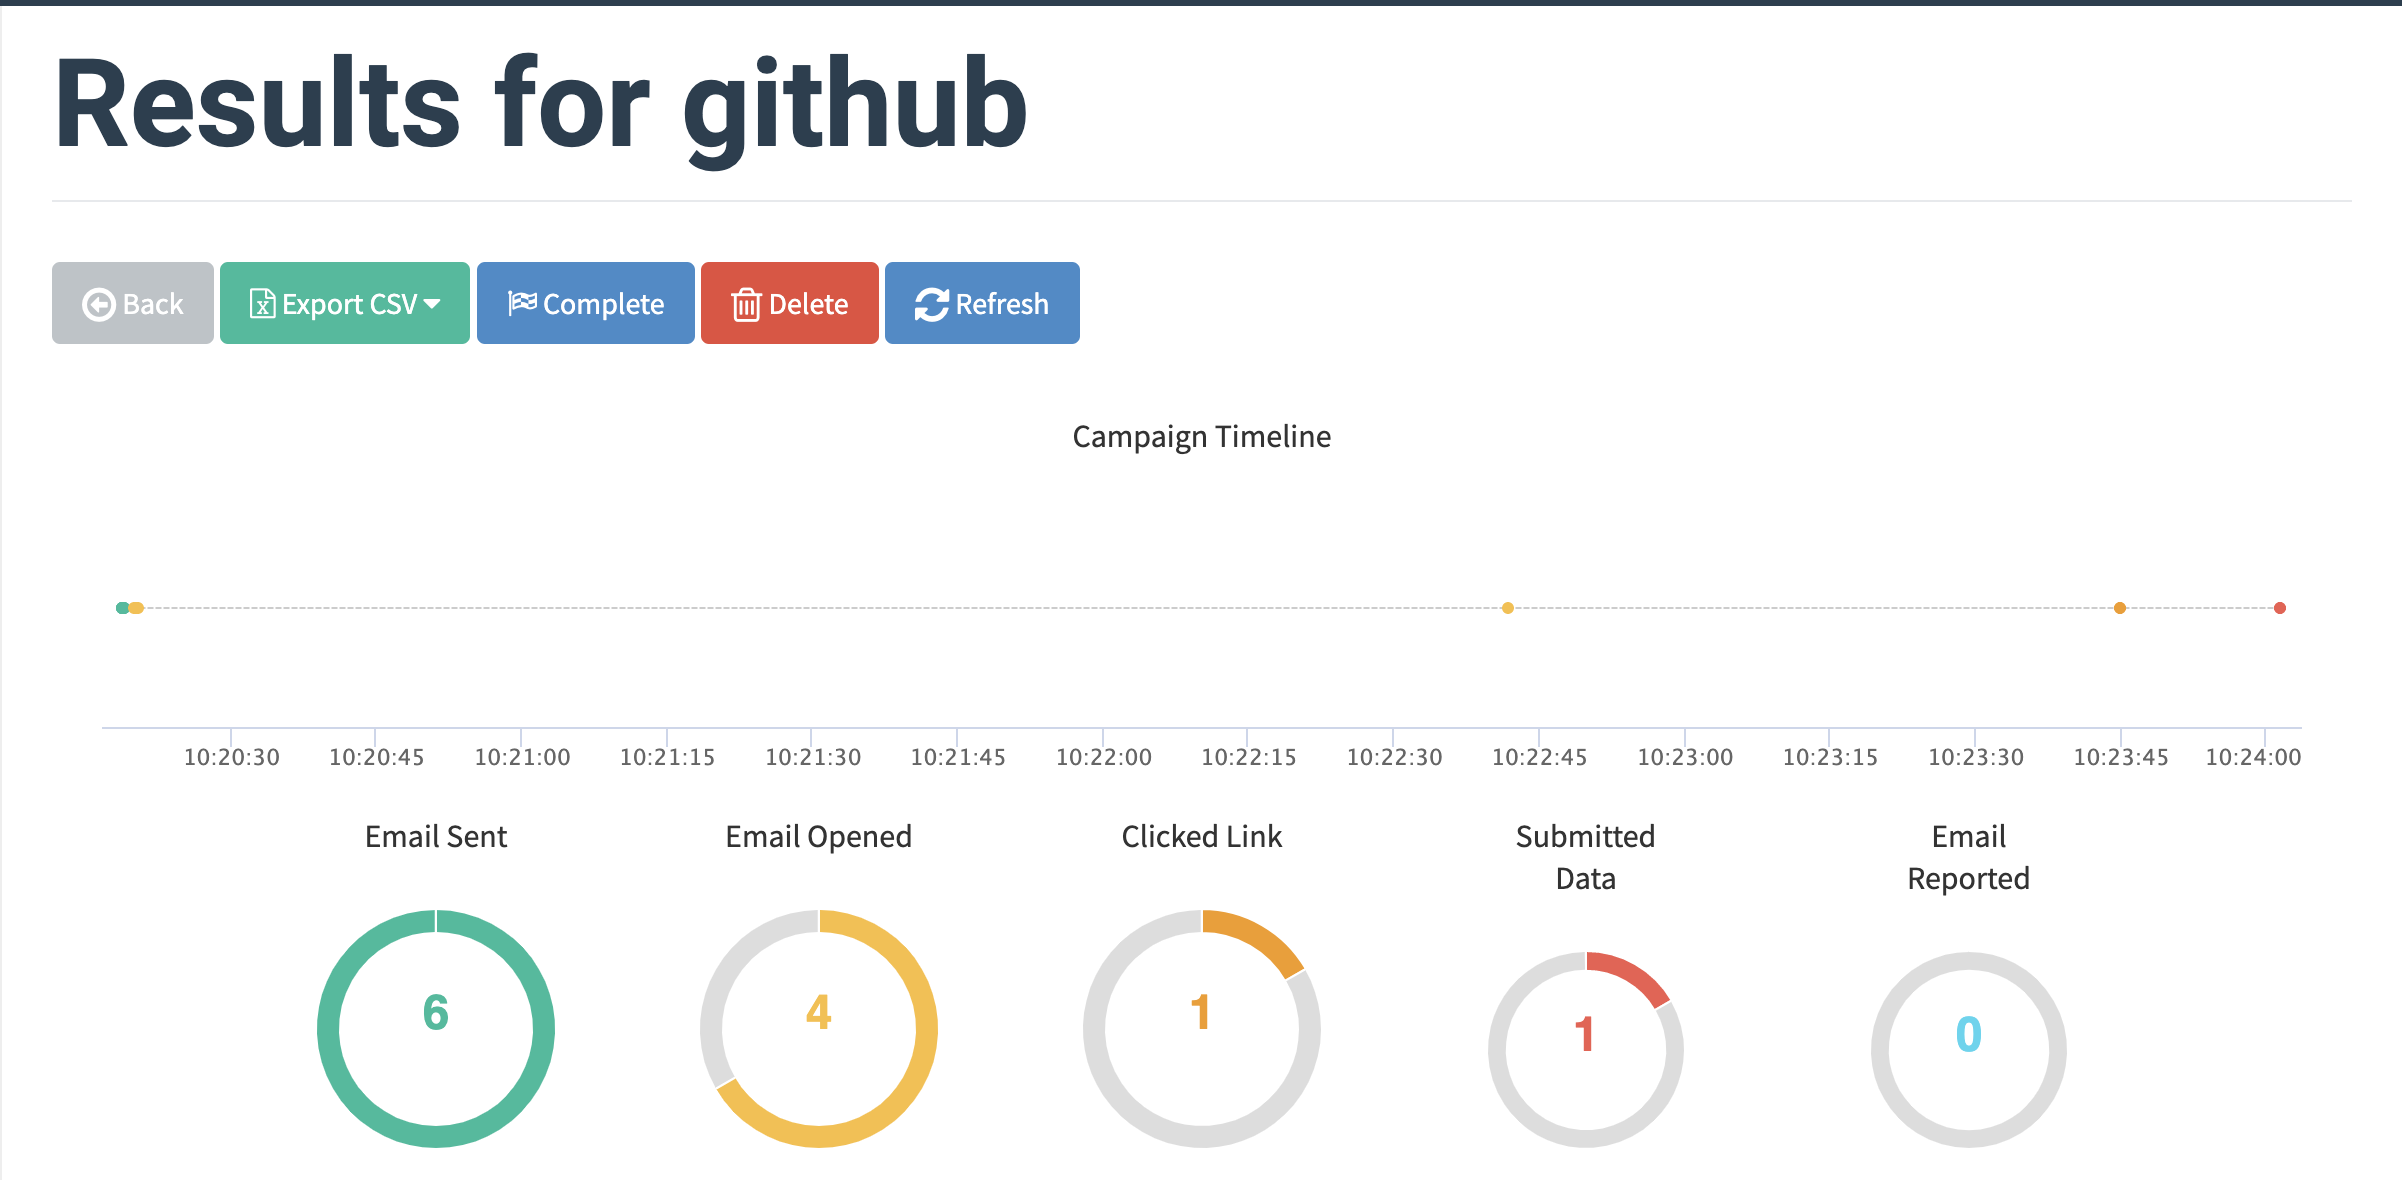 Results for github
Back
Export CSV
Complete
Delete
Refresh
Campaign Timeline
10:20:30 10:20:45 10:21:00 10:21:15 10:21:30 10:21:45 10:22:00 10:22:15 10:22:30 10:22:45 10:23:00 10:23:15 10:23:30 10:23:45 10:24:00
Email Sent
6
Email Opened
4
Clicked Link
1
Submitted
Data
1
Email
Reported
0